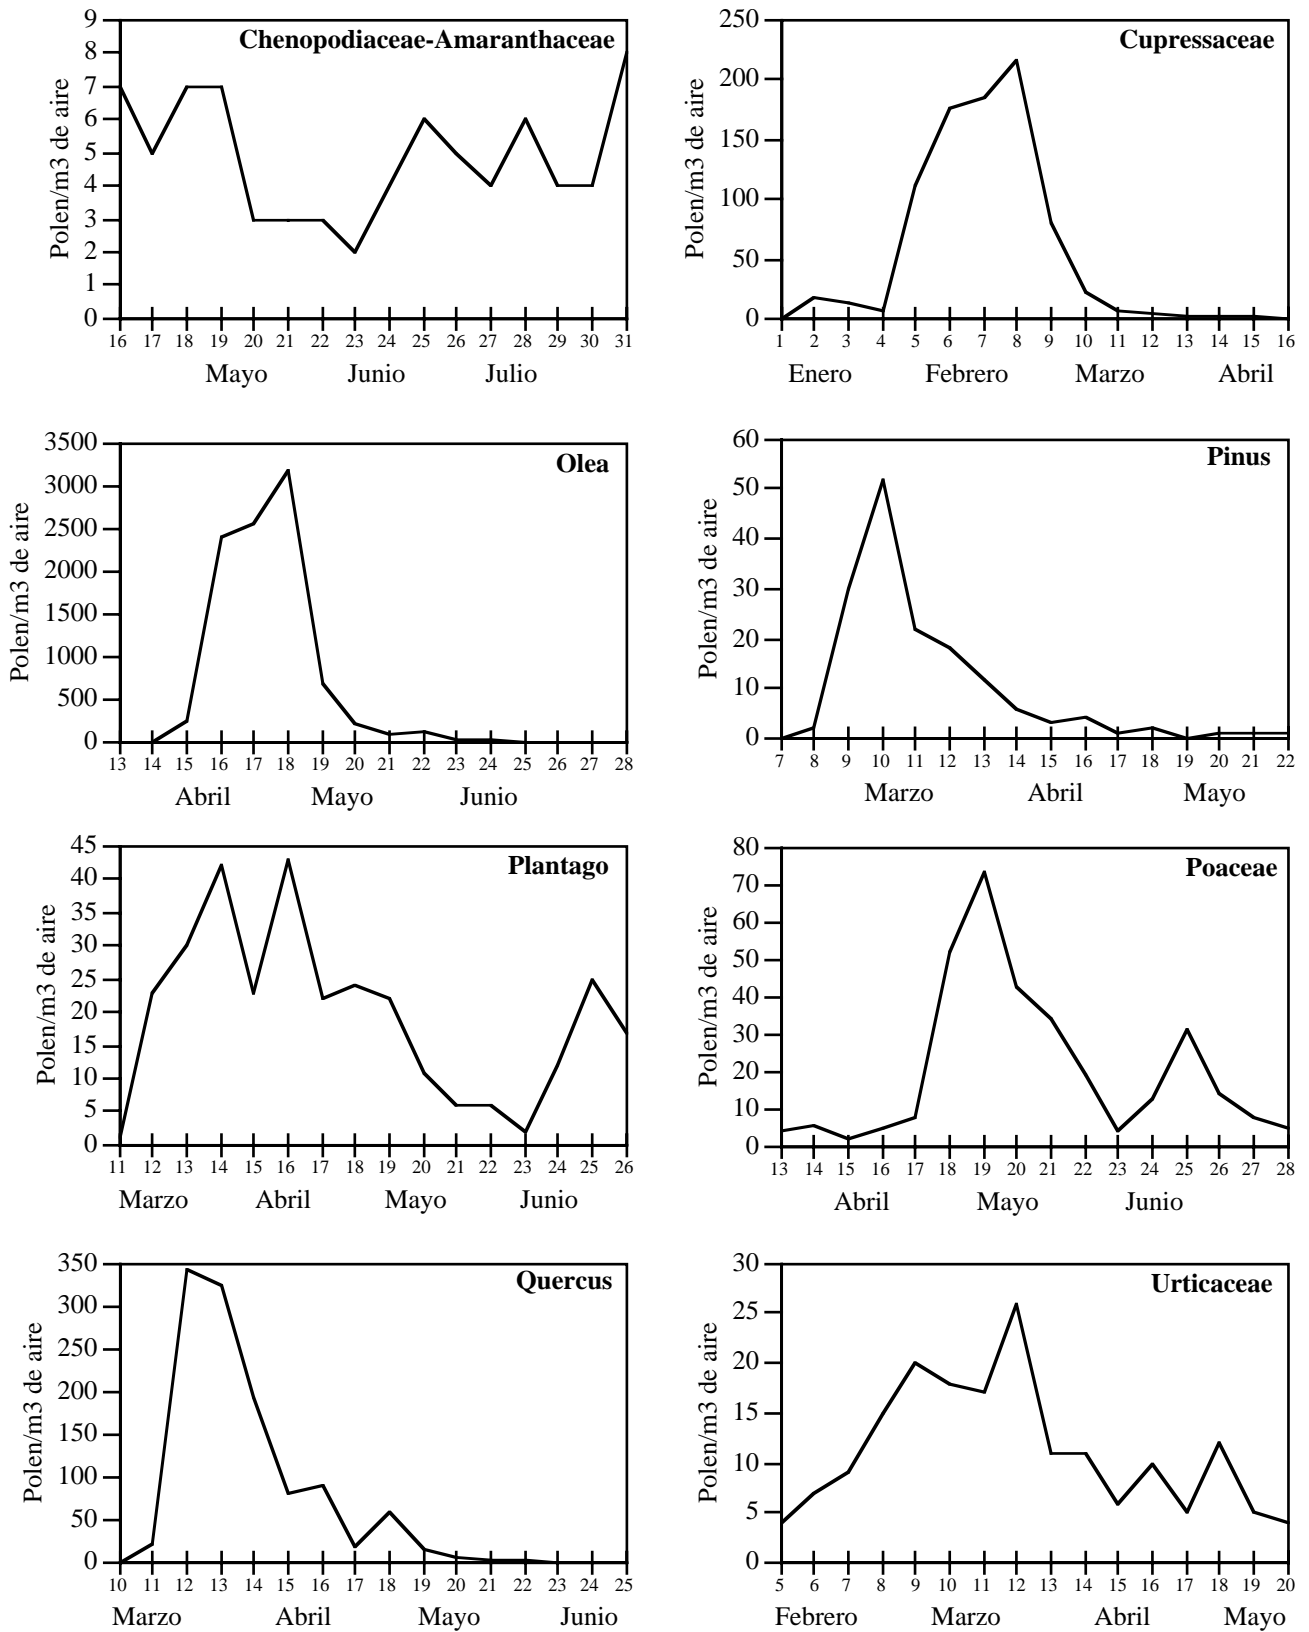 Chenopodiaceae-Amaranthaceae
Polen/m3 de aire
9
8
7
6
5
4
3
2
1
0
16 17 18 19 20 21 22 23 24 25 26 27 28 29 30 31
Mayo Junio Julio
Cupressaceae
Polen/m3 de aire
250
200
150
100
50
0
1 2 3 4 5 6 7 8 9 10 11 12 13 14 15 16
Enero Febrero Marzo Abril
Olea
Polen/m3 de aire
3500
3000
2500
2000
1500
1000
500
0
13 14 15 16 17 18 19 20 21 22 23 24 25 26 27 28
Abril Mayo Junio
Pinus
Polen/m3 de aire
60
50
40
30
20
10
0
7 8 9 10 11 12 13 14 15 16 17 18 19 20 21 22
Marzo Abril Mayo
Plantago
Polen/m3 de aire
45
40
35
30
25
20
15
10
5
0
11 12 13 14 15 16 17 18 19 20 21 22 23 24 25 26
Marzo Abril Mayo Junio
Poaceae
Polen/m3 de aire
80
70
60
50
40
30
20
10
0
13 14 15 16 17 18 19 20 21 22 23 24 25 26 27 28
Abril Mayo Junio
Quercus
Polen/m3 de aire
350
300
250
200
150
100
50
0
10 11 12 13 14 15 16 17 18 19 20 21 22 23 24 25
Marzo Abril Mayo Junio
Urticaceae
Polen/m3 de aire
30
25
20
15
10
5
0
5 6 7 8 9 10 11 12 13 14 15 16 17 18 19 20
Febrero Marzo Abril Mayo